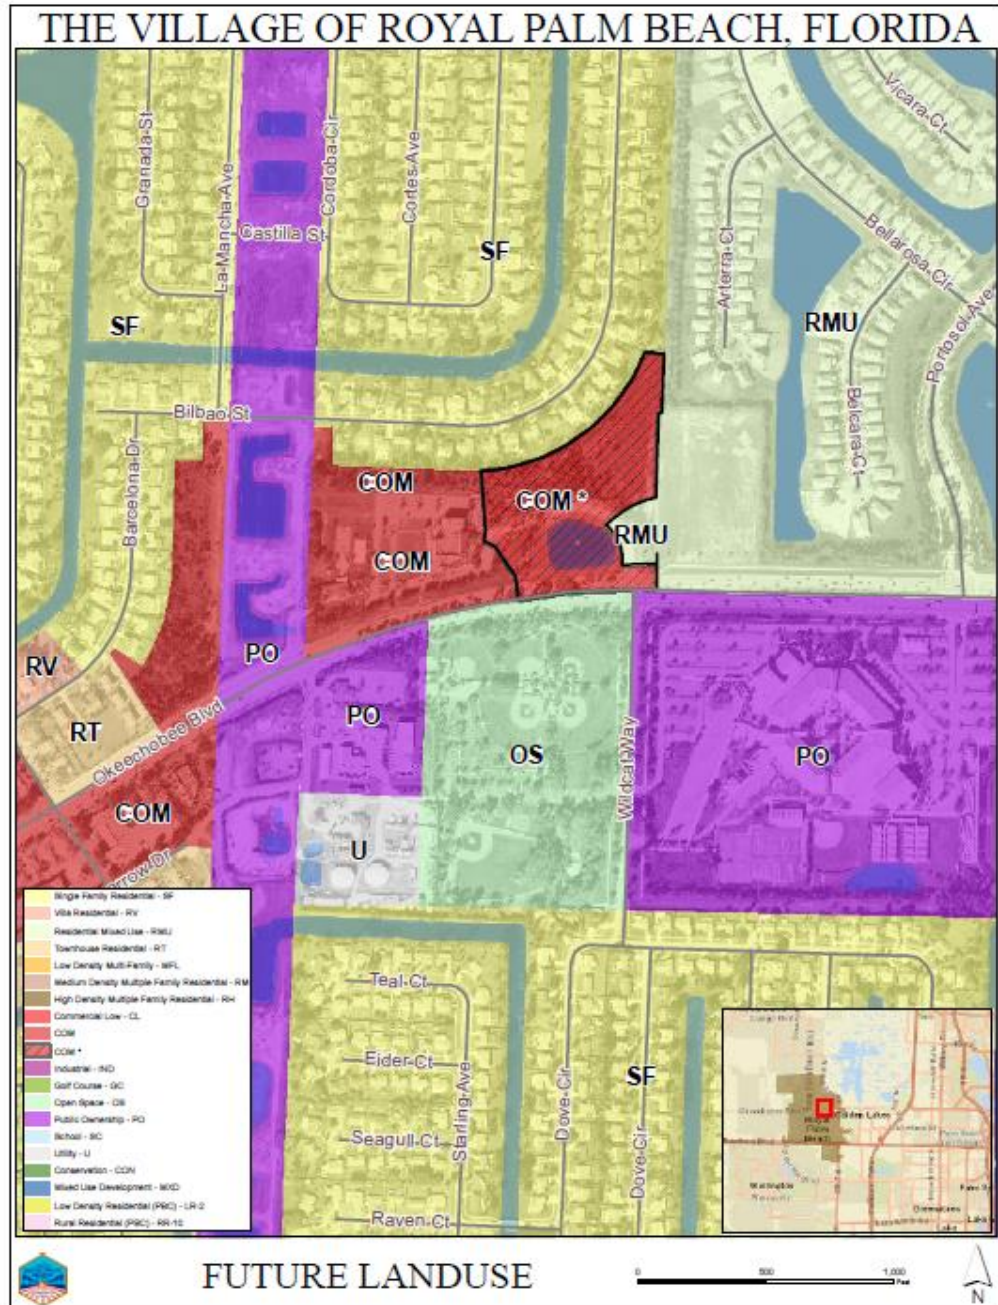 THE VILLAGE OF ROYAL PALM BEACH, FLORIDA
Granada St
La-Mancha-Ave
Cordoba-Cir
Cortes-Ave
Vicara-Ct
Castilla St
SF
Arterra-Ct
Bellarosa-Cir
SF
RMU
Portosol-Ave
Belcara-Ct
Bilbao-St
Barcelona-Dr
COM
COM *
RMU
COM
PO
RV
PO
RT
Okeechobee Blvd
OS
PO
Wildcat-Way
COM
U
Single Family Residential - SF
Villa Residential - RV
Residential Mixed Use - RMU
Townhouse Residential - RT
Low Density Multi-Family - MFL
Medium Density Multiple Family Residential - RM
High Density Multiple Family Residential - RH
Commercial Low - CL
COM
COM *
Industrial - IND
Golf Course - GC
Open Space - OS
Public Ownership - PO
School - SC
Utility - U
Conservation - CON
Mixed Use Development - MXD
Low Density Residential (PBC) - LR-2
Rural Residential (PBC) - RR-10
Teal-Ct
Eider-Ct
Starling-Ave
Seagull-Ct
Raven-Ct
Dove-Cir
SF
Dove-Cir
Golden Lakes
Wellington
FUTURE LANDUSE
0 500 1,000
Feet
N